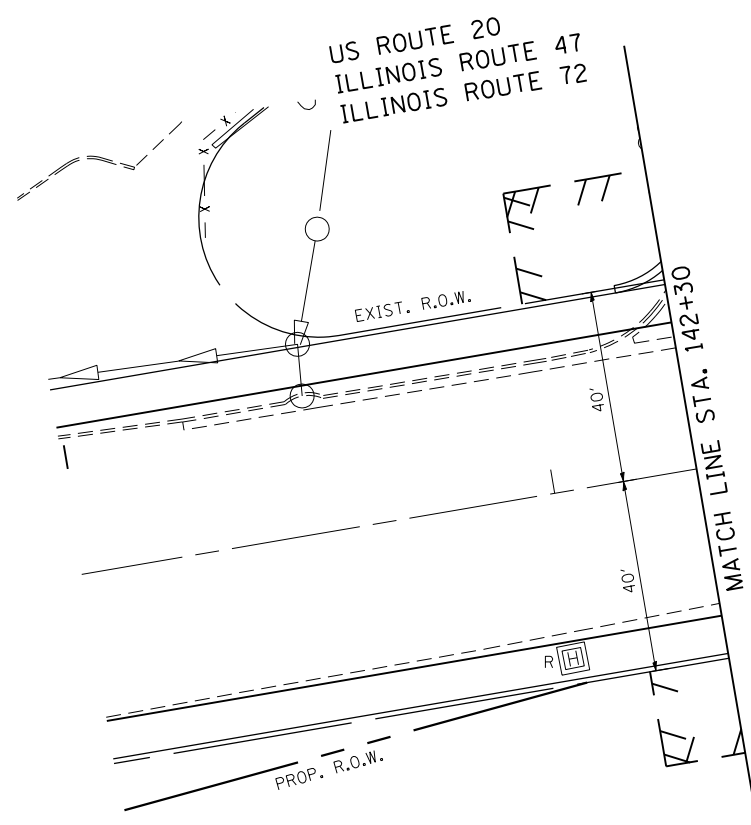 US ROUTE 20
ILLINOIS ROUTE 47
ILLINOIS ROUTE 72
EXIST. R.O.W.
MATCH LINE STA. 142+30
40'
40'
R H
PROP. R.O.W.